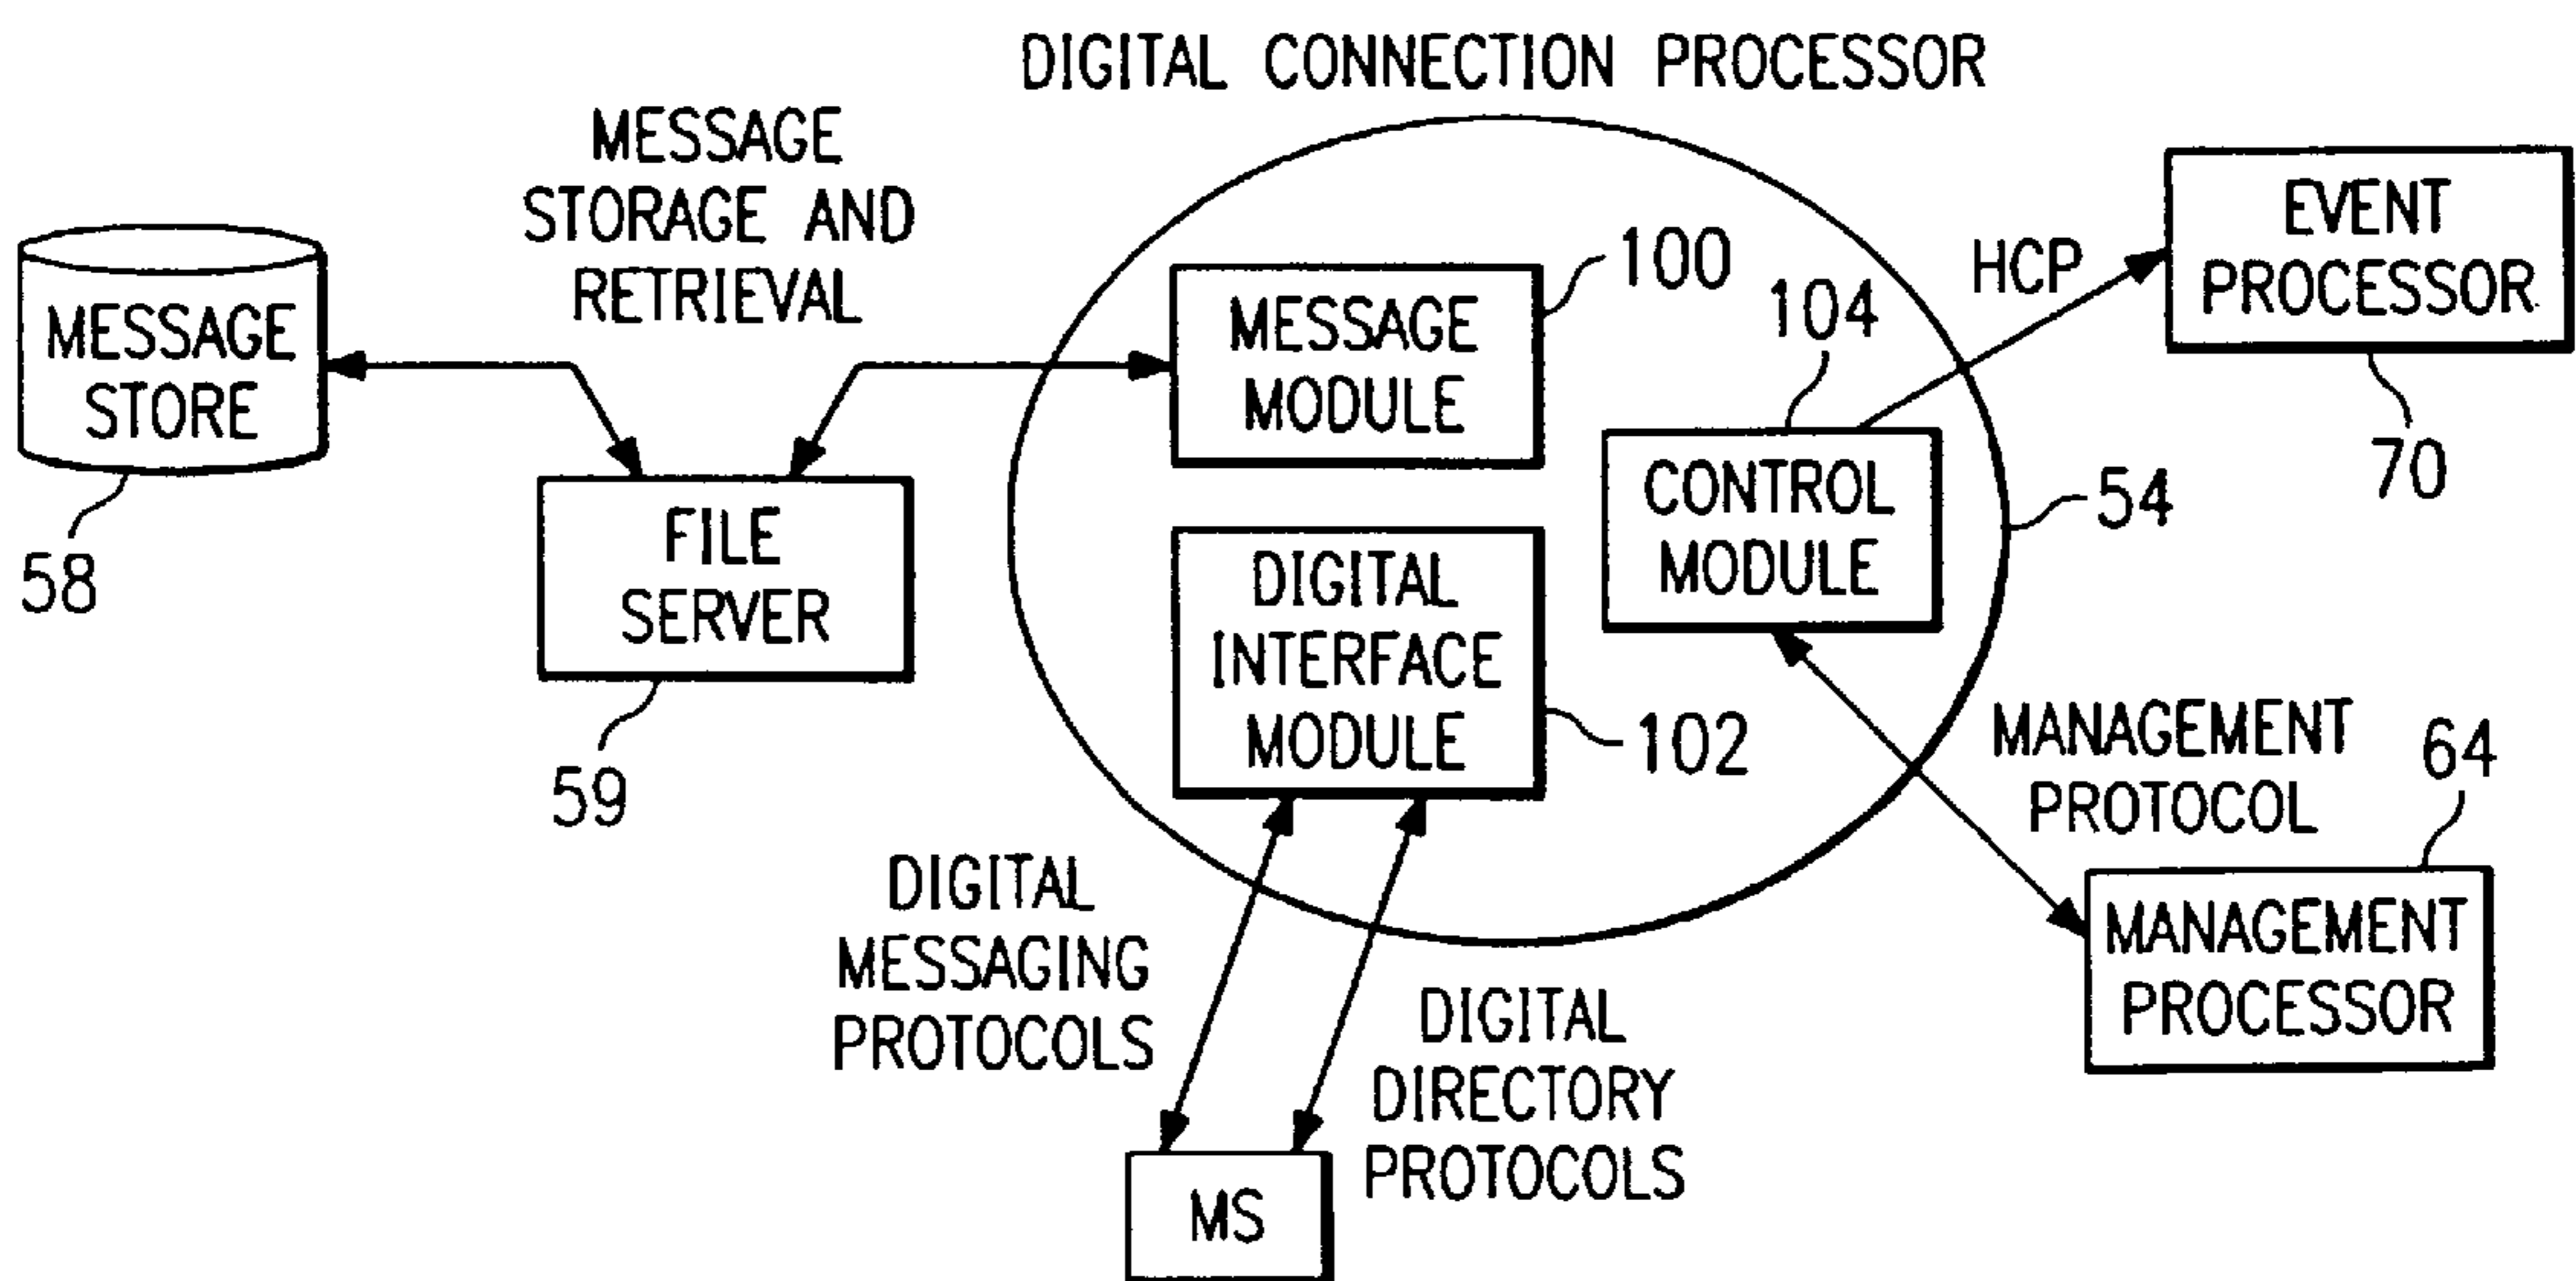 DIGITAL CONNECTION PROCESSOR
MESSAGE
STORAGE AND
RETRIEVAL
MESSAGE
STORE
58
FILE
SERVER
59
MESSAGE
MODULE
100
DIGITAL
INTERFACE
MODULE
102
104
CONTROL
MODULE
54
HCP
EVENT
PROCESSOR
70
MANAGEMENT
PROTOCOL
64
MANAGEMENT
PROCESSOR
DIGITAL
MESSAGING
PROTOCOLS
DIGITAL
DIRECTORY
PROTOCOLS
MS